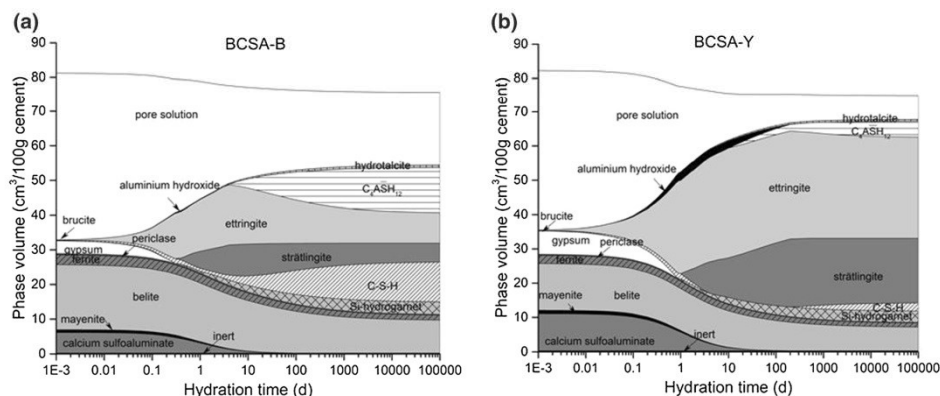 (a)
BCSA-B
Phase volume (cm³/100g cement)
90
80
70
60
50
40
30
20
10
0
pore solution
hydrotalcite
aluminium hydroxide
C₄AS̄H₁₂
ettringite
brucite
periclase
gypsum
ferrite
strätlingite
C-S-H
Si-hydrogarnet
belite
mayenite
inert
calcium sulfoaluminate
1E-3 0.01 0.1 1 10 100 1000 10000 100000
Hydration time (d)
(b)
BCSA-Y
Phase volume (cm³/100g cement)
90
80
70
60
50
40
30
20
10
0
pore solution
hydrotalcite
C₄AS̄H₁₂
aluminium hydroxide
ettringite
brucite
gypsum
periclase
ferrite
strätlingite
C-S-H
Si-hydrogarnet
belite
mayenite
inert
calcium sulfoaluminate
1E-3 0.01 0.1 1 10 100 1000 10000 100000
Hydration time (d)